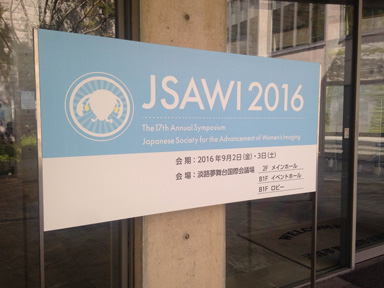 JSAWI 2016
The 17th Annual Symposium
Japanese Society for the Advancement of Women's Imaging
会 期：2016年9月2日(金)・3日(土)
会 場：淡路夢舞台国際会議場 2F メインホール
B1F イベントホール
B1F ロビー
WELCOME